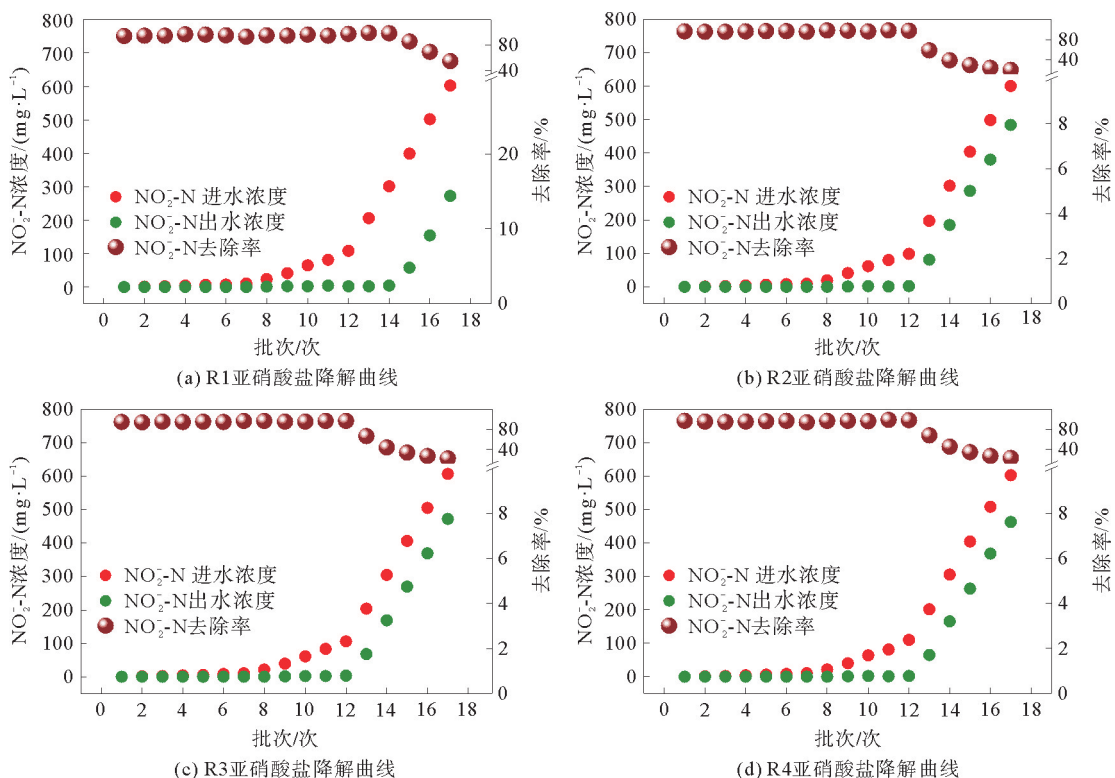 800
700
600
500
400
300
200
100
0
NO₂⁻-N浓度/(mg·L⁻¹)
80
40
20
10
0
去除率/%
NO₂⁻-N 进水浓度
NO₂⁻-N出水浓度
NO₂⁻-N去除率
0 2 4 6 8 10 12 14 16 18
批次/次
(a) R1亚硝酸盐降解曲线
800
700
600
500
400
300
200
100
0
NO₂⁻-N浓度/(mg·L⁻¹)
80
40
8
6
4
2
0
去除率/%
NO₂⁻-N 进水浓度
NO₂⁻-N出水浓度
NO₂⁻-N去除率
0 2 4 6 8 10 12 14 16 18
批次/次
(b) R2亚硝酸盐降解曲线
800
700
600
500
400
300
200
100
0
NO₂⁻-N浓度/(mg·L⁻¹)
80
40
8
6
4
2
0
去除率/%
NO₂⁻-N 进水浓度
NO₂⁻-N出水浓度
NO₂⁻-N去除率
0 2 4 6 8 10 12 14 16 18
批次/次
(c) R3亚硝酸盐降解曲线
800
700
600
500
400
300
200
100
0
NO₂⁻-N浓度/(mg·L⁻¹)
80
40
8
6
4
2
0
去除率/%
NO₂⁻-N 进水浓度
NO₂⁻-N出水浓度
NO₂⁻-N去除率
0 2 4 6 8 10 12 14 16 18
批次/次
(d) R4亚硝酸盐降解曲线